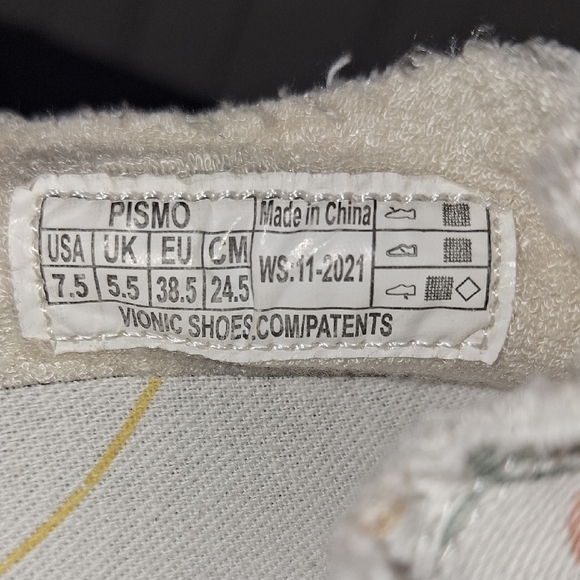 PISMO Made in China
USA UK EU CM WS.11-2021
7.5 5.5 38.5 24.5
VIONIC SHOES.COM/PATENTS